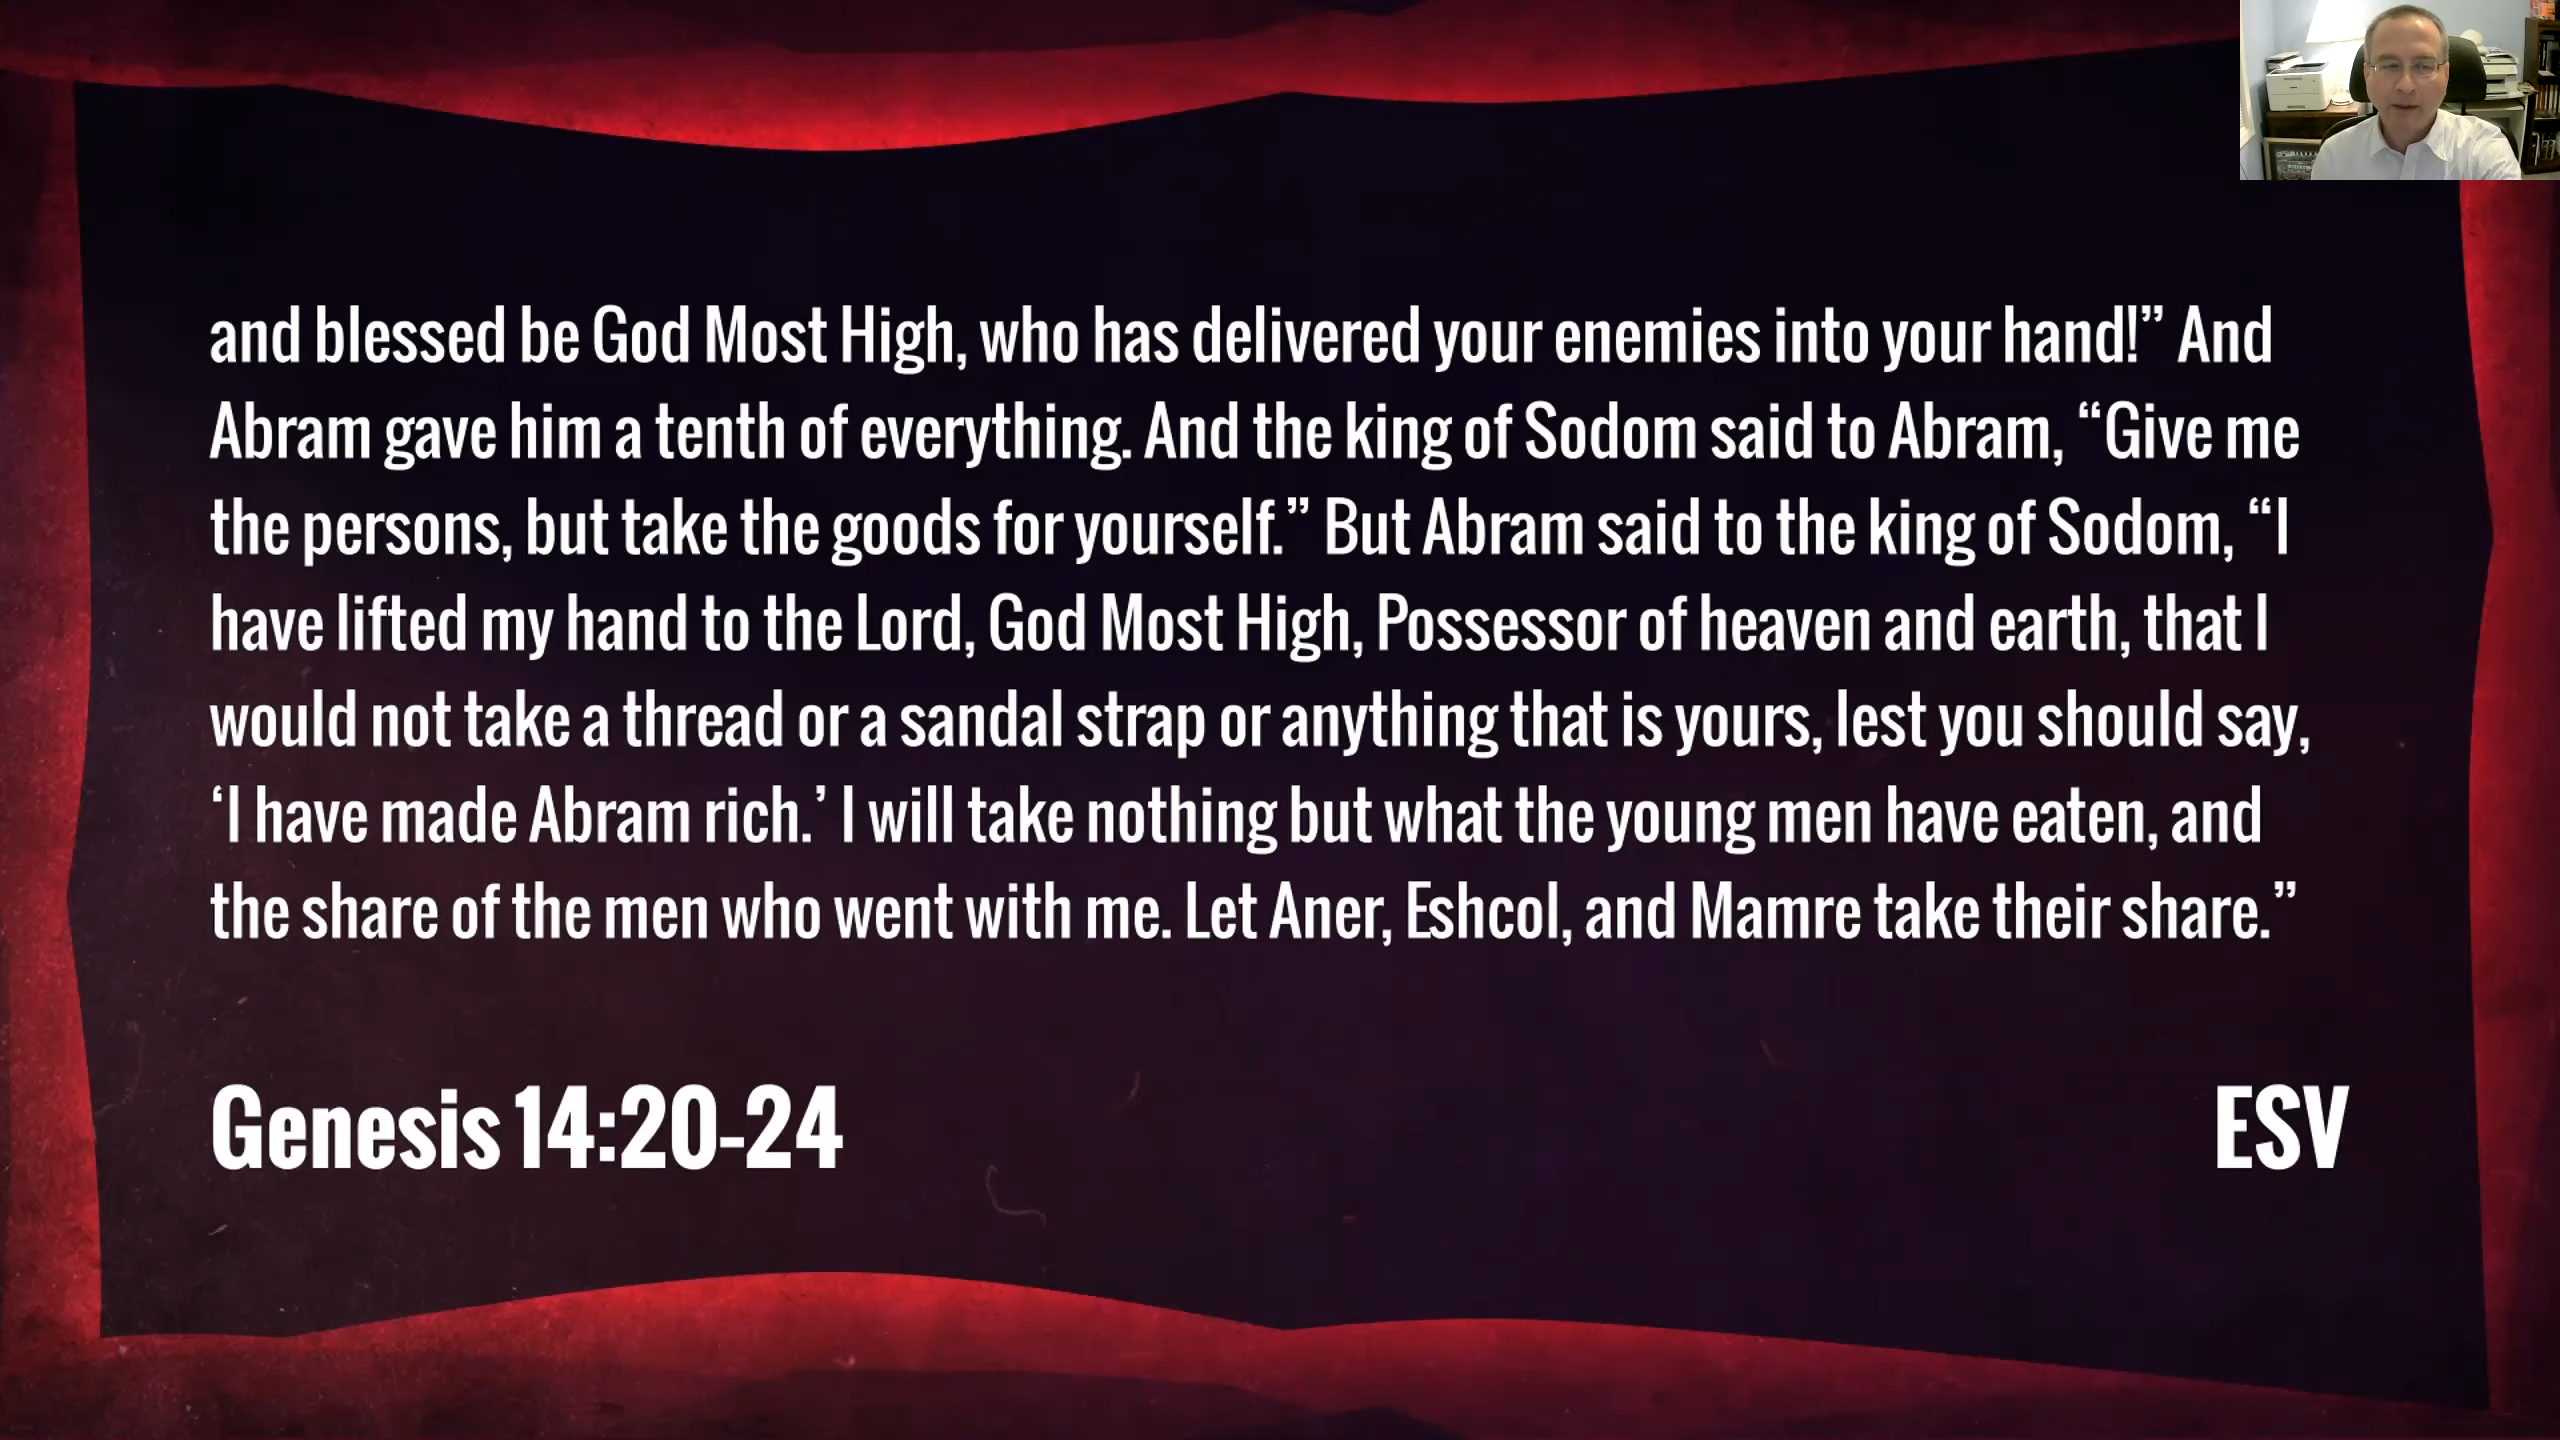 and blessed be God Most High, who has delivered your enemies into your hand!” And
Abram gave him a tenth of everything. And the king of Sodom said to Abram, “Give me
the persons, but take the goods for yourself.” But Abram said to the king of Sodom, “I
have lifted my hand to the Lord, God Most High, Possessor of heaven and earth, that I
would not take a thread or a sandal strap or anything that is yours, lest you should say,
‘I have made Abram rich.’ I will take nothing but what the young men have eaten, and
the share of the men who went with me. Let Aner, Eshcol, and Mamre take their share.”
Genesis 14:20-24
ESV